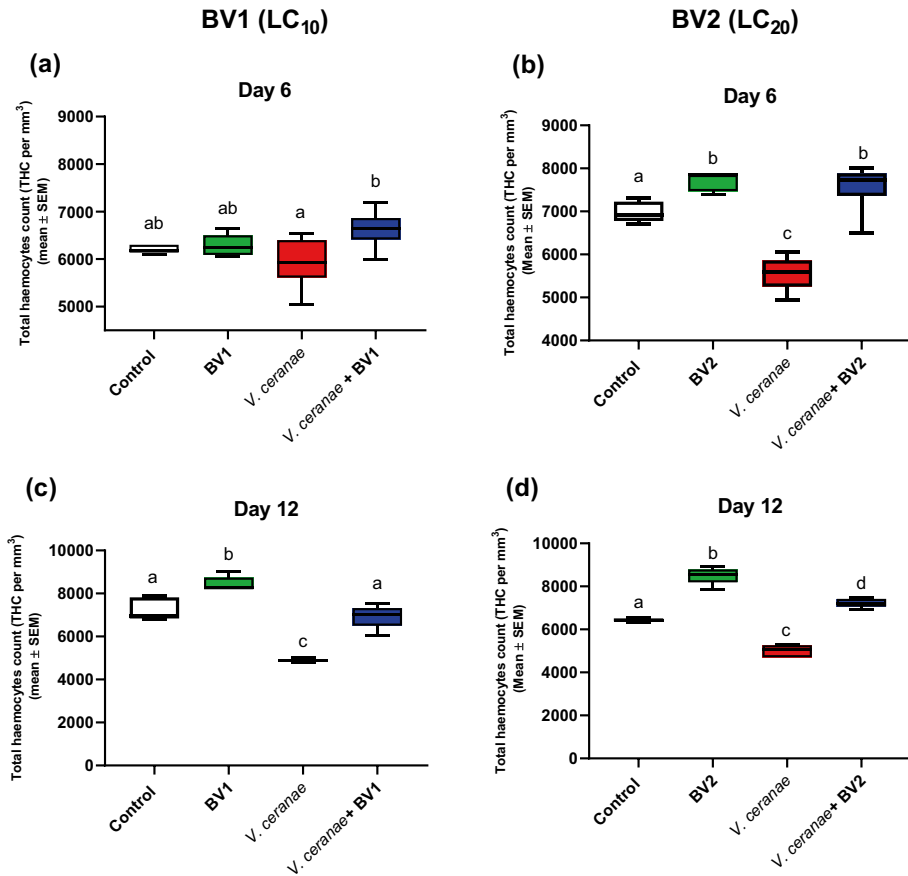 BV1 (LC₁₀)
BV2 (LC₂₀)
(a)
Day 6
Total haemocytes count (THC per mm³)
(mean ± SEM)
9000
8000
7000
6000
5000
ab
ab
a
b
Control
BV1
V. ceranae
V. ceranae + BV1
(b)
Day 6
Total haemocytes count (THC per mm³)
(Mean ± SEM)
9000
8000
7000
6000
5000
4000
a
b
c
b
Control
BV2
V. ceranae
V. ceranae+ BV2
(c)
Day 12
Total haemocytes count (THC per mm³)
(mean ± SEM)
10000
8000
6000
4000
2000
0
a
b
c
a
Control
BV1
V. ceranae
V. ceranae+ BV1
(d)
Day 12
Total haemocytes count (THC per mm³)
(Mean ± SEM)
10000
8000
6000
4000
2000
0
a
b
c
d
Control
BV2
V. ceranae
V. ceranae+ BV2